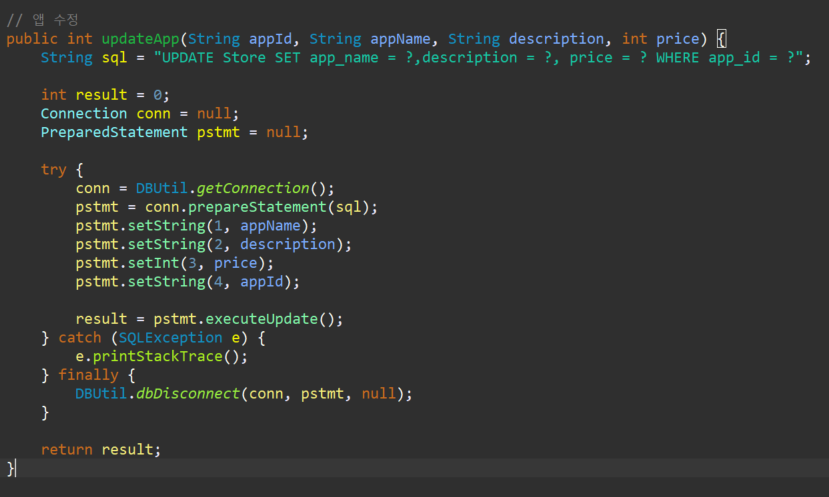 // 앱 수정
public int updateApp(String appId, String appName, String description, int price) {
    String sql = "UPDATE Store SET app_name = ?,description = ?, price = ? WHERE app_id = ?";

    int result = 0;
    Connection conn = null;
    PreparedStatement pstmt = null;

    try {
        conn = DBUtil.getConnection();
        pstmt = conn.prepareStatement(sql);
        pstmt.setString(1, appName);
        pstmt.setString(2, description);
        pstmt.setInt(3, price);
        pstmt.setString(4, appId);

        result = pstmt.executeUpdate();
    } catch (SQLException e) {
        e.printStackTrace();
    } finally {
        DBUtil.dbDisconnect(conn, pstmt, null);
    }

    return result;
}